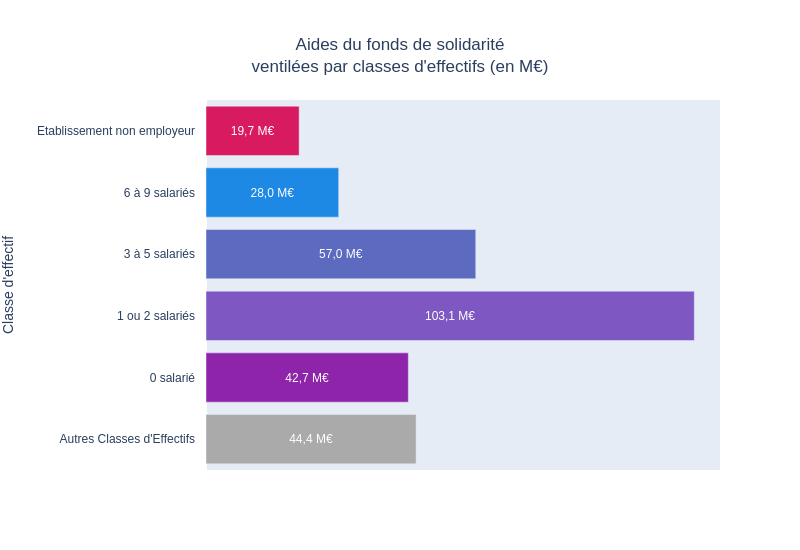 Aides du fonds de solidarité
ventilées par classes d'effectifs (en M€)
Classe d'effectif
Etablissement non employeur
19,7 M€
6 à 9 salariés
28,0 M€
3 à 5 salariés
57,0 M€
1 ou 2 salariés
103,1 M€
0 salarié
42,7 M€
Autres Classes d'Effectifs
44,4 M€